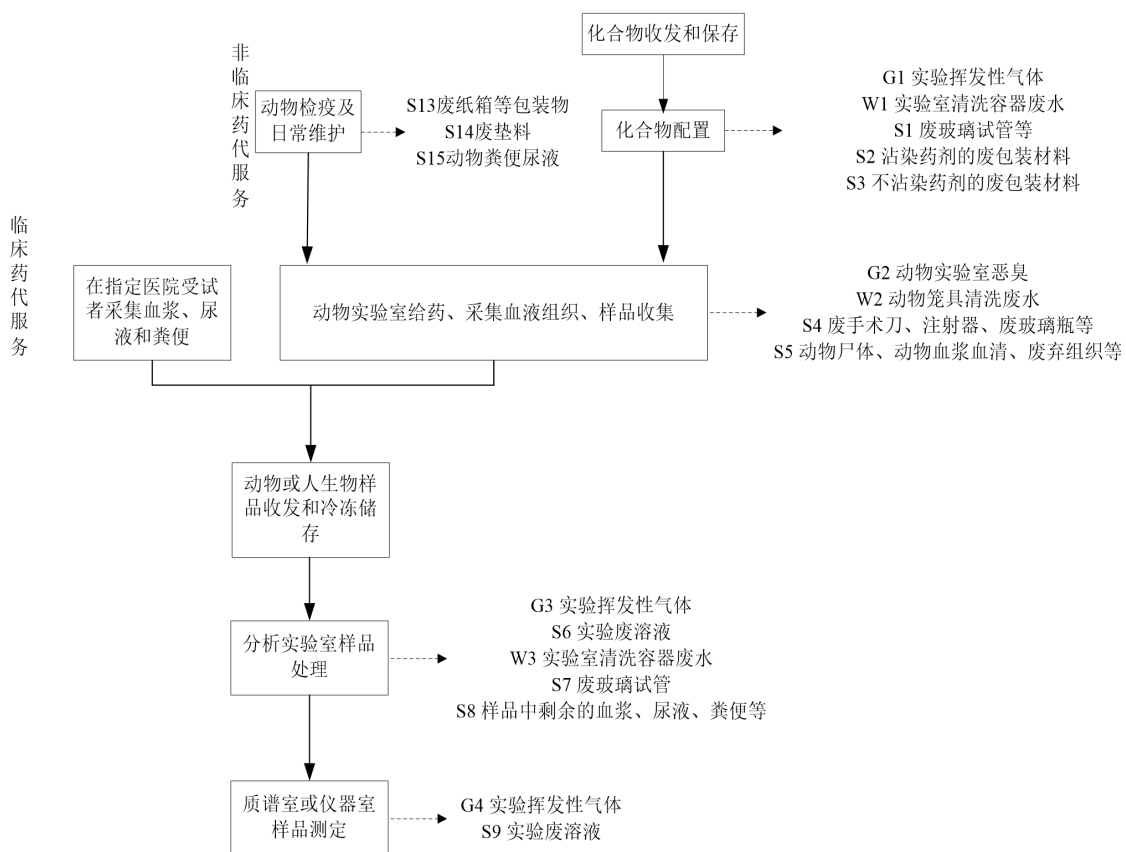 化合物收发和保存
非临床药代服务
动物检疫及
日常维护
S13废纸箱等包装物
S14废垫料
S15动物粪便尿液
化合物配置
G1 实验挥发性气体
W1 实验室清洗容器废水
S1 废玻璃试管等
S2 沾染药剂的废包装材料
S3 不沾染药剂的废包装材料
临床药代服务
在指定医院受试
者采集血浆、尿
液和粪便
动物实验室给药、采集血液组织、样品收集
G2 动物实验室恶臭
W2 动物笼具清洗废水
S4 废手术刀、注射器、废玻璃瓶等
S5 动物尸体、动物血浆血清、废弃组织等
动物或人生物样
品收发和冷冻储
存
分析实验室样品
处理
G3 实验挥发性气体
S6 实验废溶液
W3 实验室清洗容器废水
S7 废玻璃试管
S8 样品中剩余的血浆、尿液、粪便等
质谱室或仪器室
样品测定
G4 实验挥发性气体
S9 实验废溶液